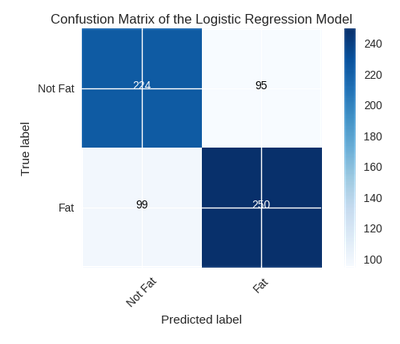 Confustion Matrix of the Logistic Regression Model
Not Fat
224
95
240
220
200
180
160
140
120
100
True label
Fat
99
250
Not Fat
Fat
Predicted label